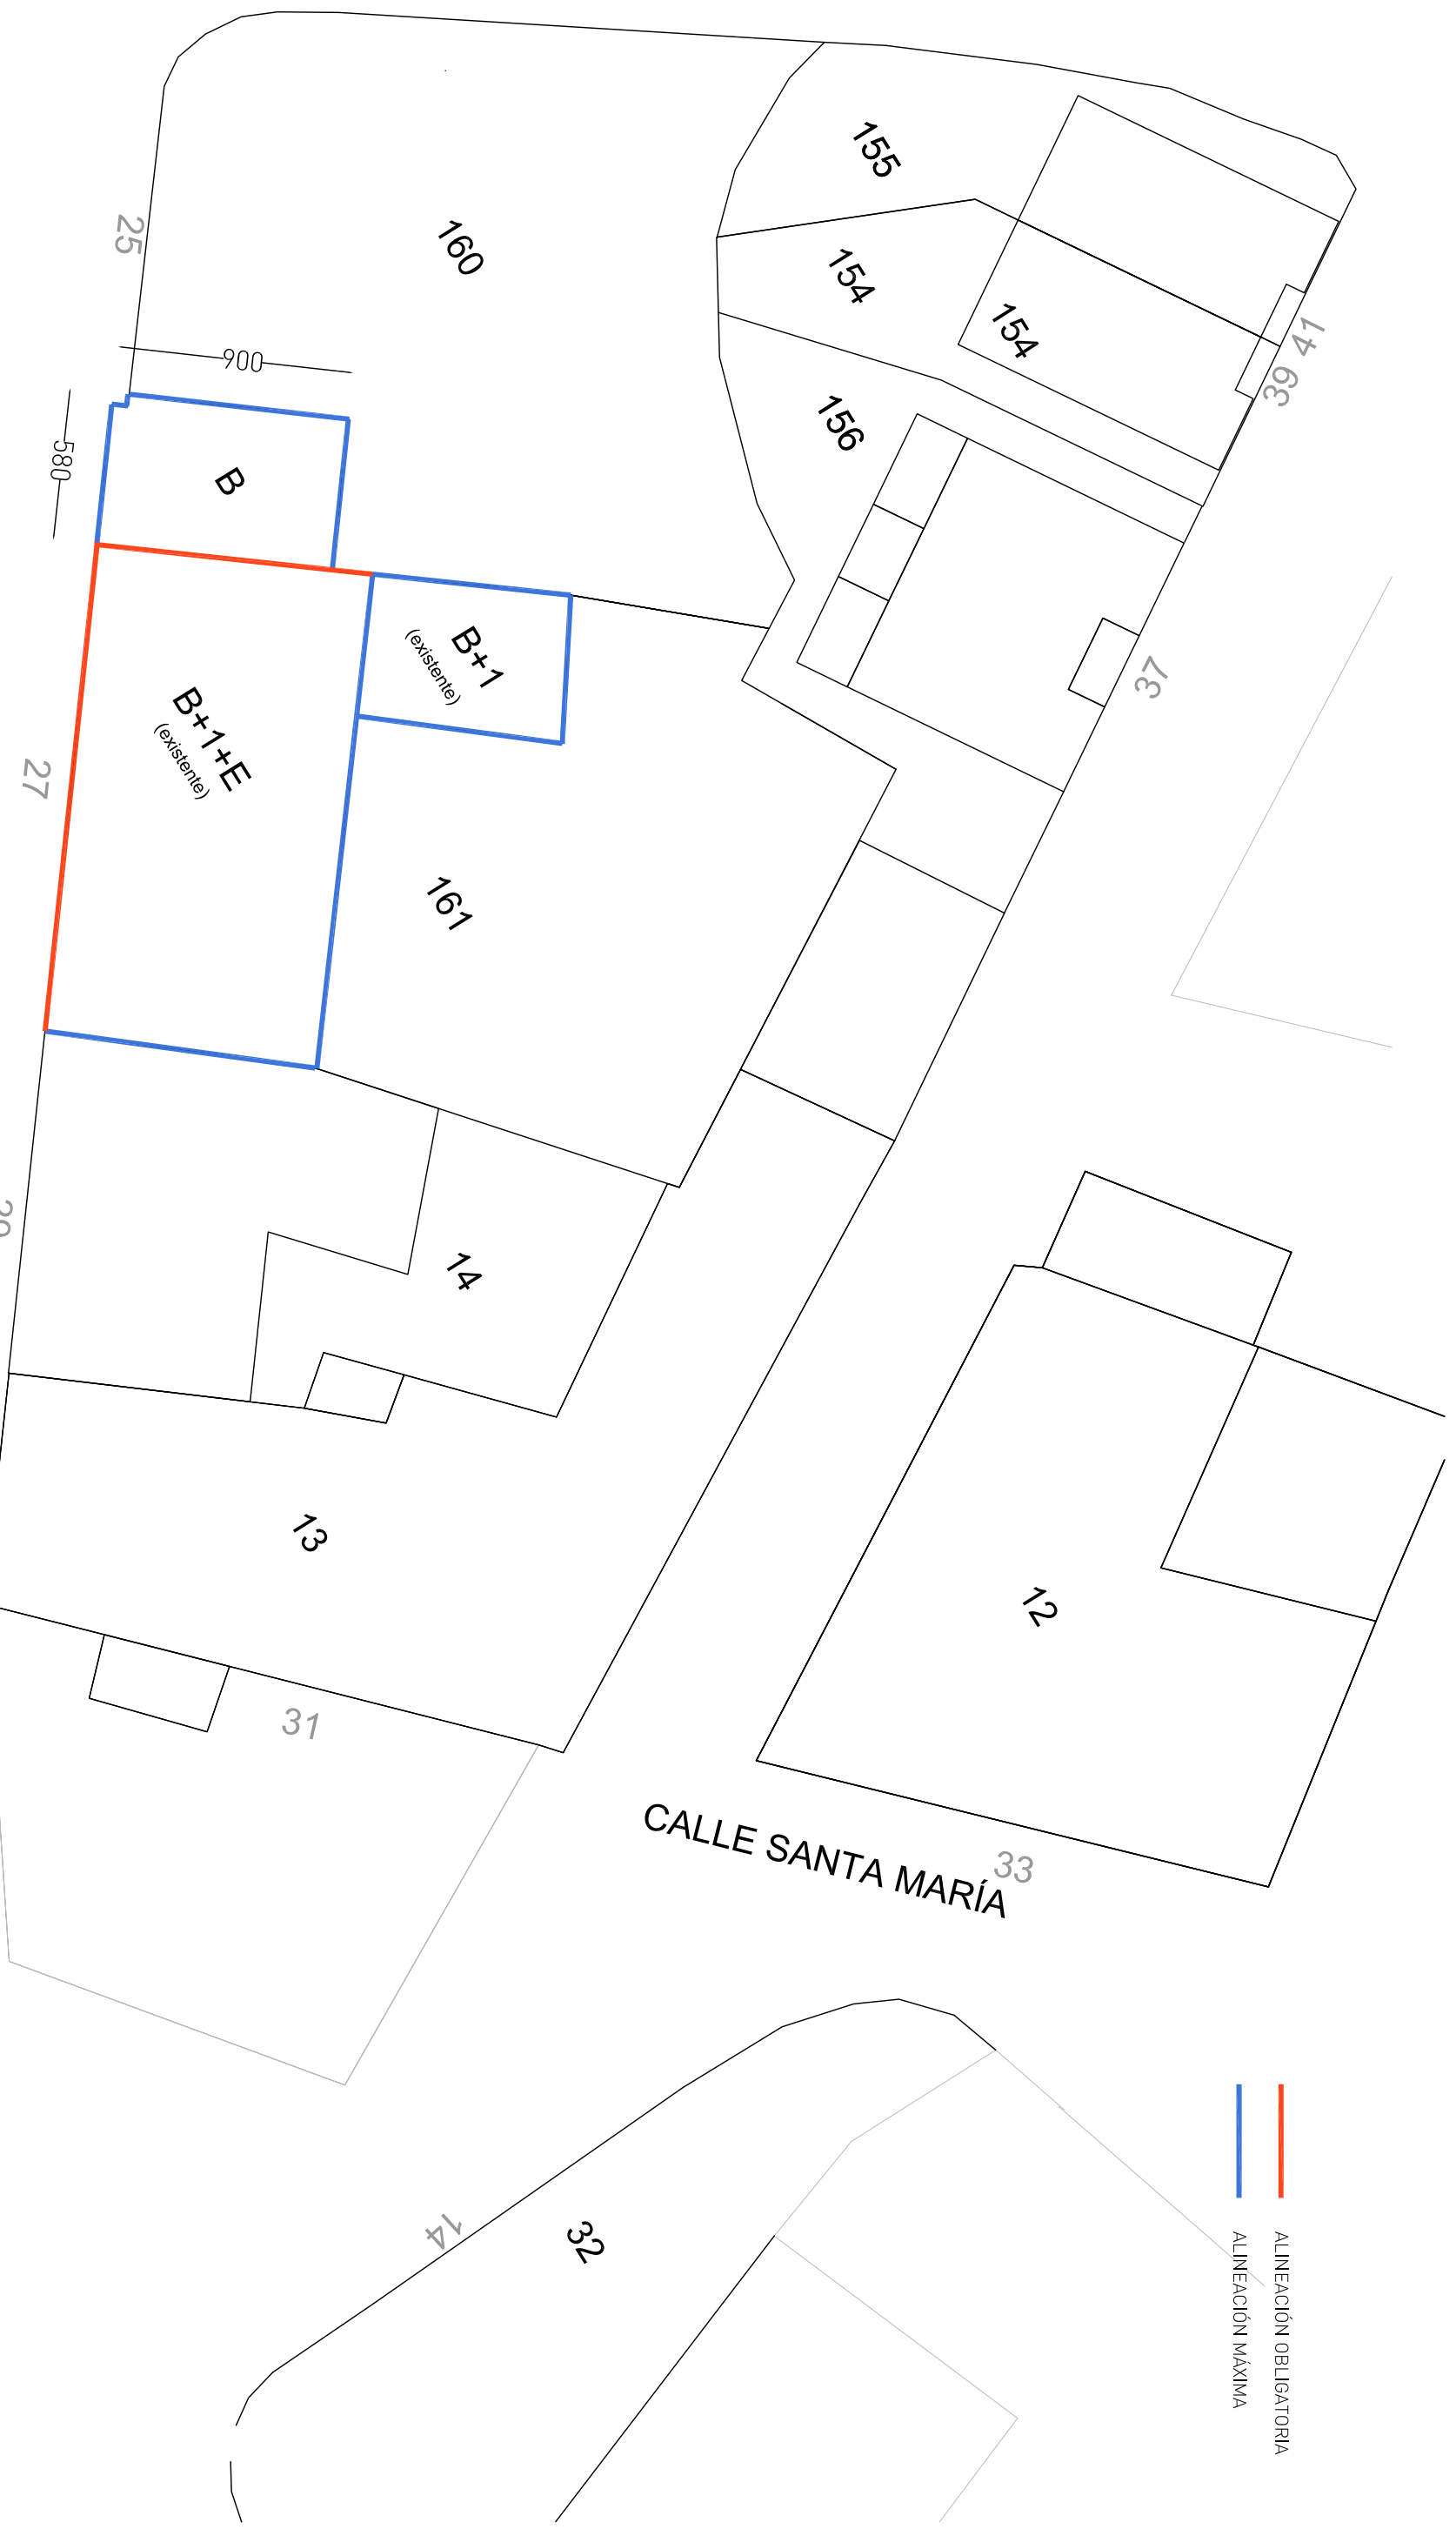 155
25
160
154
154
41
39
900
156
580
B
B+1
(existente)
37
B+1+E
(existente)
27
161
14
13
12
31
CALLE SANTA MARÍA
33
14
32
ALINEACIÓN OBLIGATORIA
ALINEACIÓN MÁXIMA